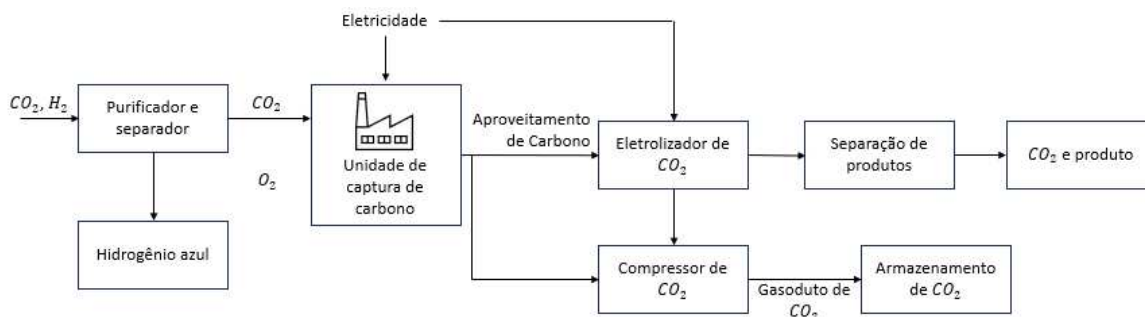 Eletricidade
CO₂, H₂
Purificador e
separador
CO₂
O₂
Hidrogênio azul
Unidade de
captura de
carbono
Aproveitamento
de Carbono
Eletrolizador de
CO₂
Separação de
produtos
CO₂ e produto
Compressor de
CO₂
Gasoduto de
CO₂
Armazenamento
de CO₂